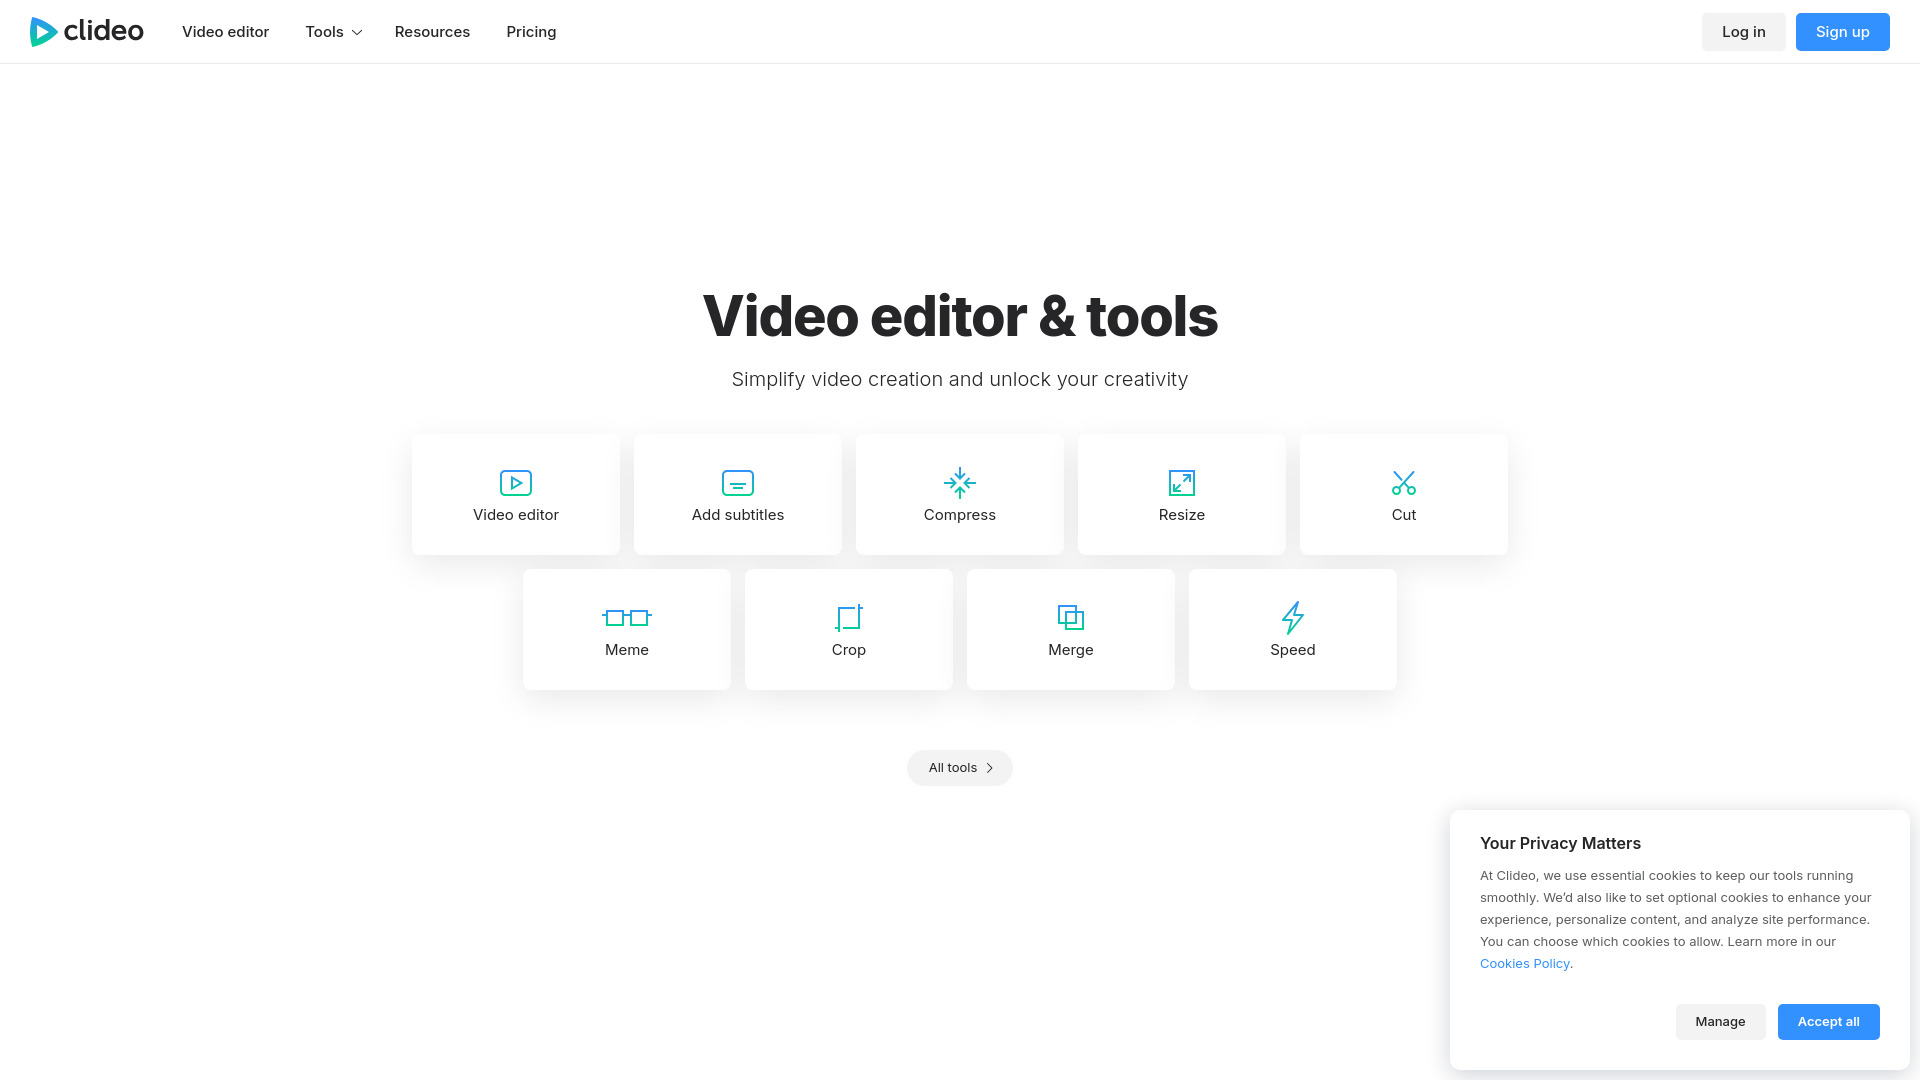 clideo
Video editor
Tools
Resources
Pricing
Log in
Sign up
Video editor & tools
Simplify video creation and unlock your creativity
Video editor
Add subtitles
Compress
Resize
Cut
Meme
Crop
Merge
Speed
All tools
Your Privacy Matters
At Clideo, we use essential cookies to keep our tools running
smoothly. We’d also like to set optional cookies to enhance your
experience, personalize content, and analyze site performance.
You can choose which cookies to allow. Learn more in our
Cookies Policy.
Manage
Accept all